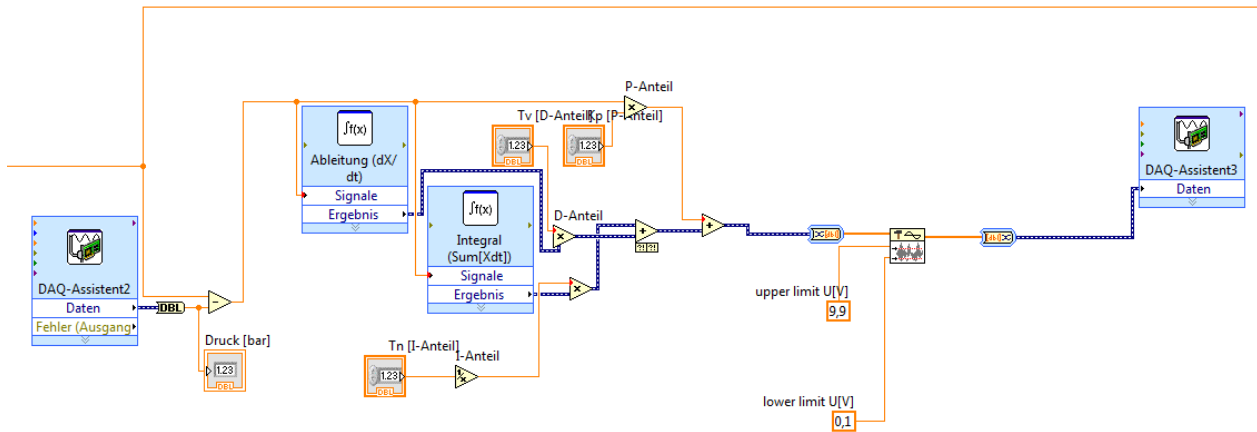 P-Anteil
Tv [D-Anteil]
Kp [P-Anteil]
∫f(x)
Ableitung (dX/
dt)
Signale
Ergebnis
1.23
DBL
1.23
DBL
DAQ-Assistent3
Daten
∫f(x)
Integral
(Sum[Xdt])
Signale
Ergebnis
D-Anteil
?!
?!
DAQ-Assistent2
Daten
Fehler (Ausgang
DBL
Druck [bar]
1.23
DBL
upper limit U[V]
9,9
Tn [I-Anteil]
1.23
DBL
I-Anteil
1/x
lower limit U[V]
0,1